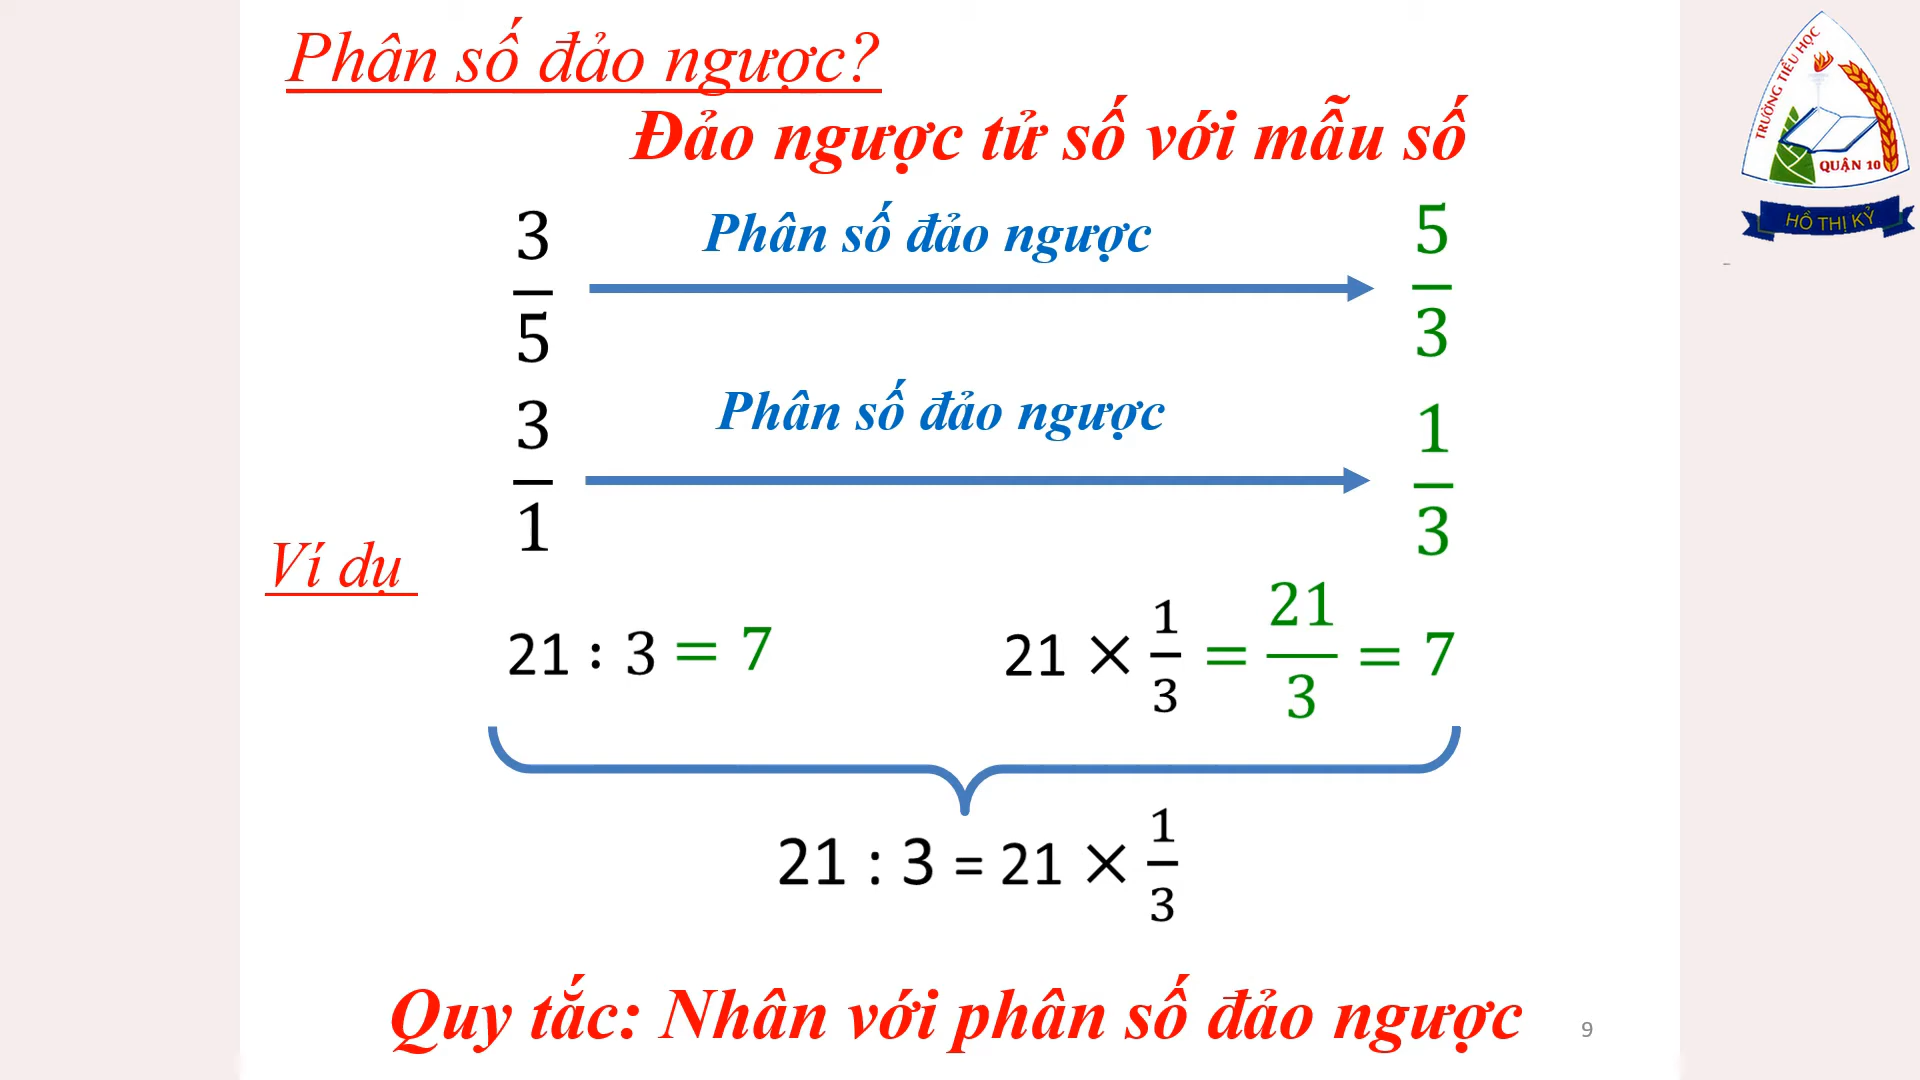 Phân số đảo ngược?
Đảo ngược tử số với mẫu số
3/5 Phân số đảo ngược 5/3
3/1 Phân số đảo ngược 1/3
Ví dụ
21 : 3 = 7
21 × 1/3 = 21/3 = 7
21 : 3 = 21 × 1/3
Quy tắc: Nhân với phân số đảo ngược
9
TRƯỜNG TIỂU HỌC
QUẬN 10
HỒ THỊ KỶ